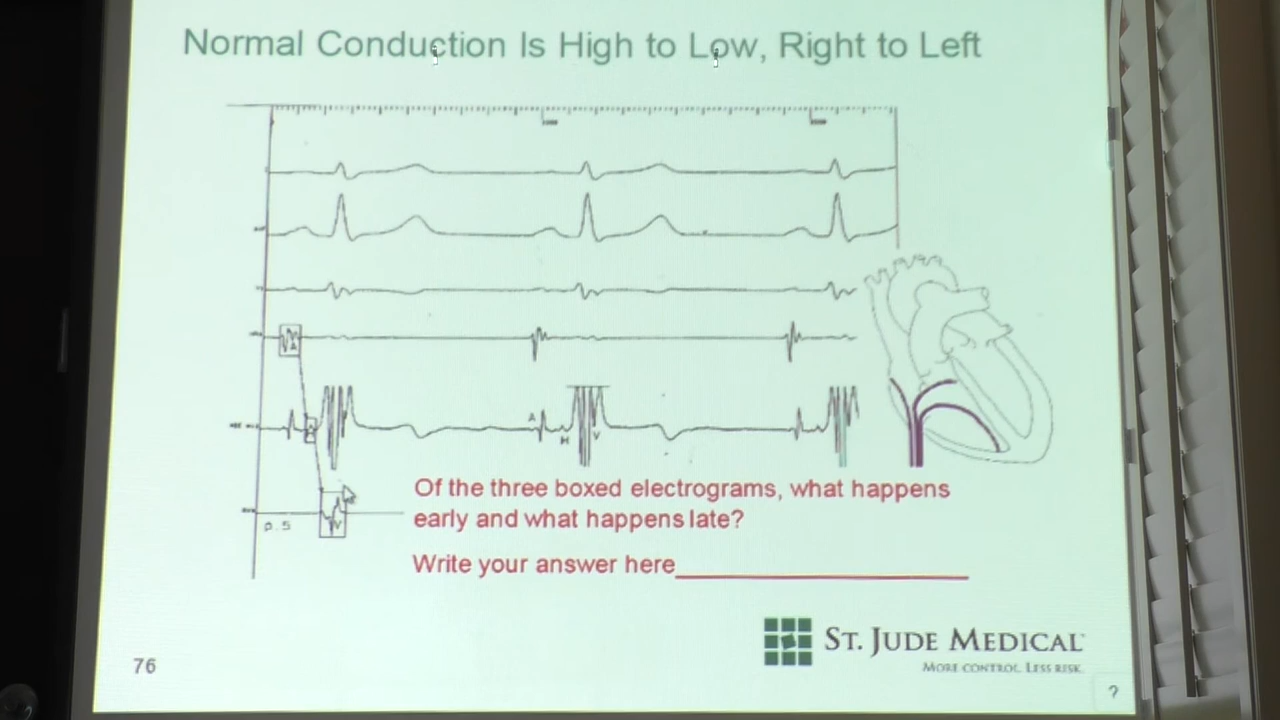 Normal Conduction Is High to Low, Right to Left
A
H
V
p.5
V
Of the three boxed electrograms, what happens
early and what happens late?
Write your answer here
ST. JUDE MEDICAL
MORE CONTROL. LESS RISK.
76
?